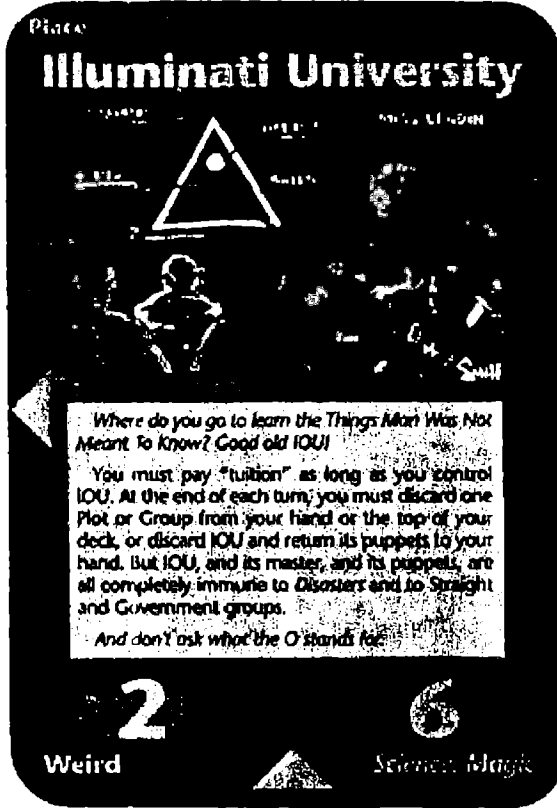 Place
Illuminati University
Where do you go to learn the Things Man Was Not
Meant To Know? Good old IOU!
You must pay "tuition" as long as you control
IOU. At the end of each turn, you must discard one
Plot or Group from your hand or the top of your
deck, or discard IOU and return its puppets to your
hand. But IOU, and its master, and its puppets, are
all completely immune to Disasters and to Straight
and Government groups.
And don't ask what the O stands for.
2 6
Weird Science, Magic